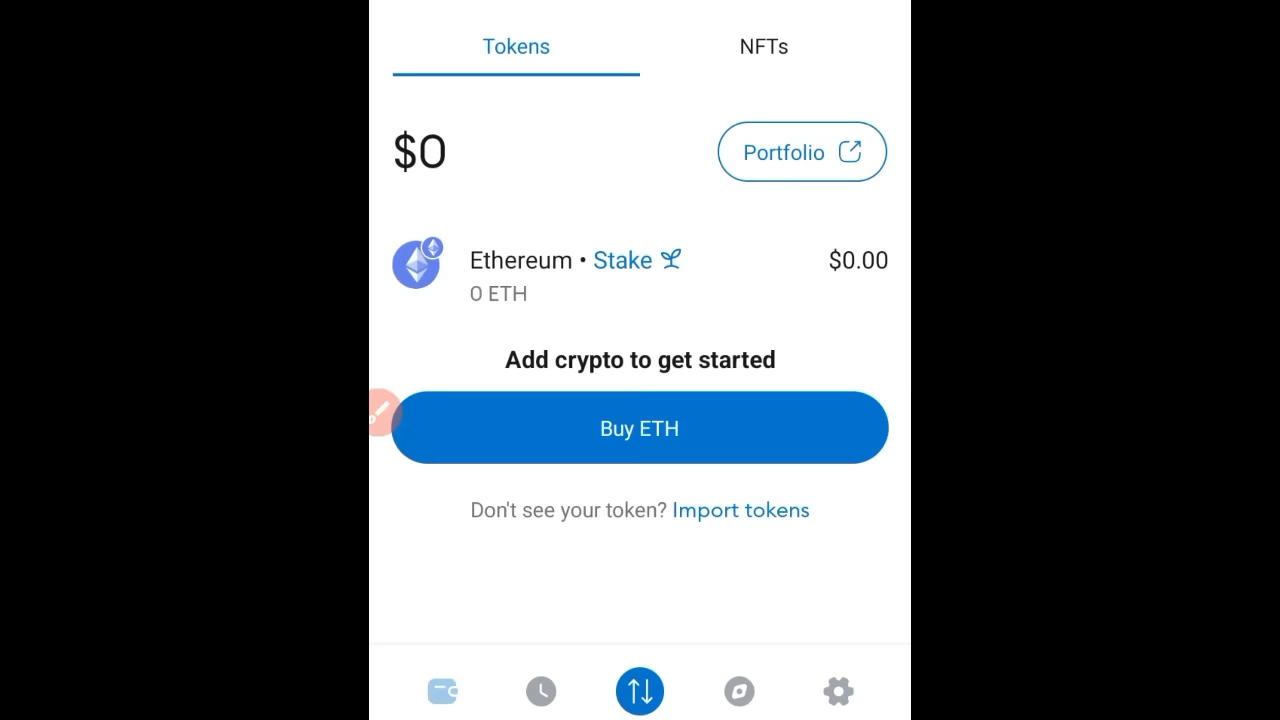 Tokens NFTs
$0 Portfolio
Ethereum • Stake $0.00
0 ETH
Add crypto to get started
Buy ETH
Don't see your token? Import tokens